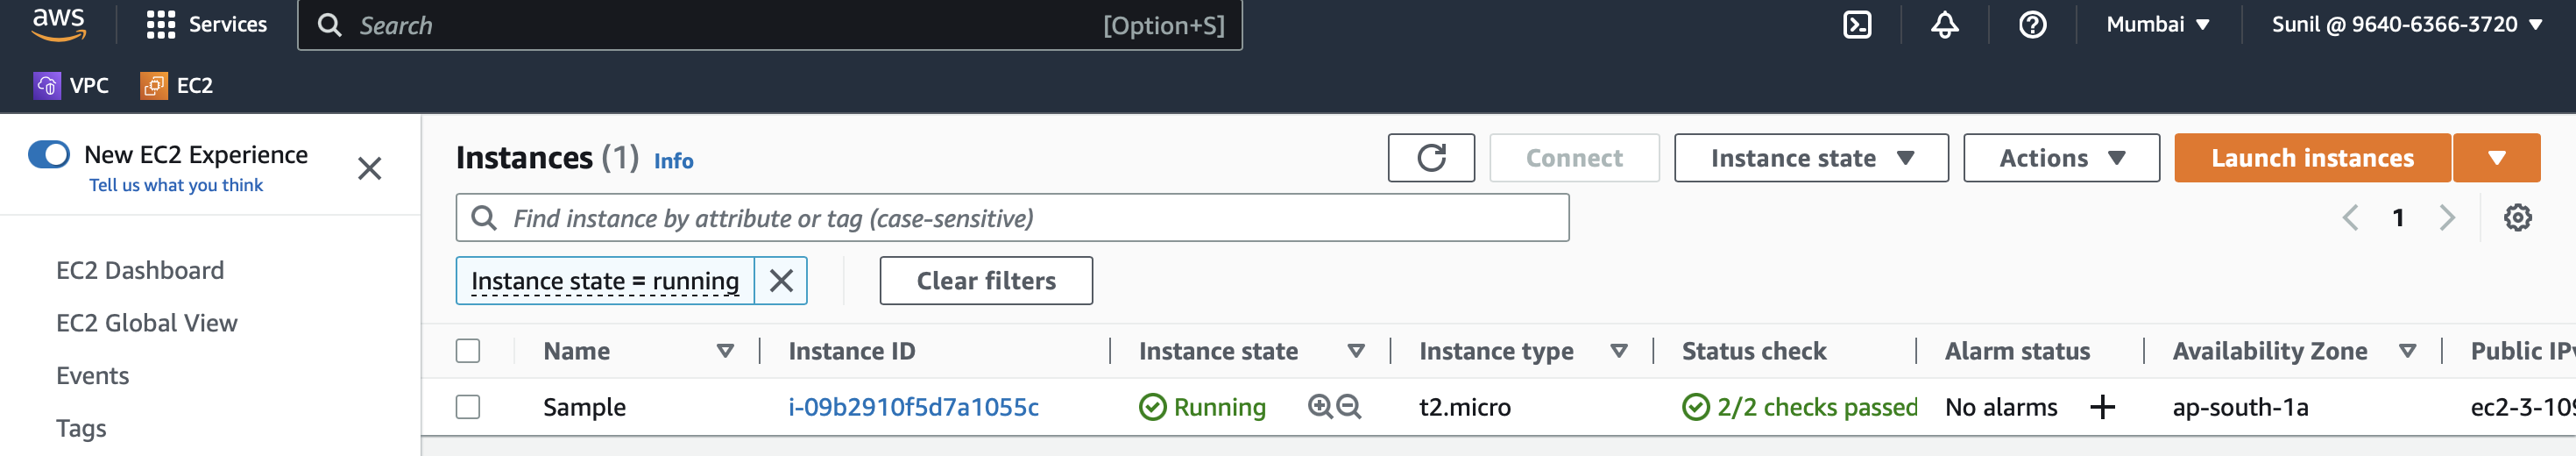 aws Services Search [Option+S] Mumbai Sunil @ 9640-6366-3720
VPC EC2
New EC2 Experience
Tell us what you think
EC2 Dashboard
EC2 Global View
Events
Tags
Instances (1) Info Connect Instance state Actions Launch instances
Find instance by attribute or tag (case-sensitive) 1
Instance state = running Clear filters
Name Instance ID Instance state Instance type Status check Alarm status Availability Zone Public IPv
Sample i-09b2910f5d7a1055c Running t2.micro 2/2 checks passed No alarms + ap-south-1a ec2-3-109